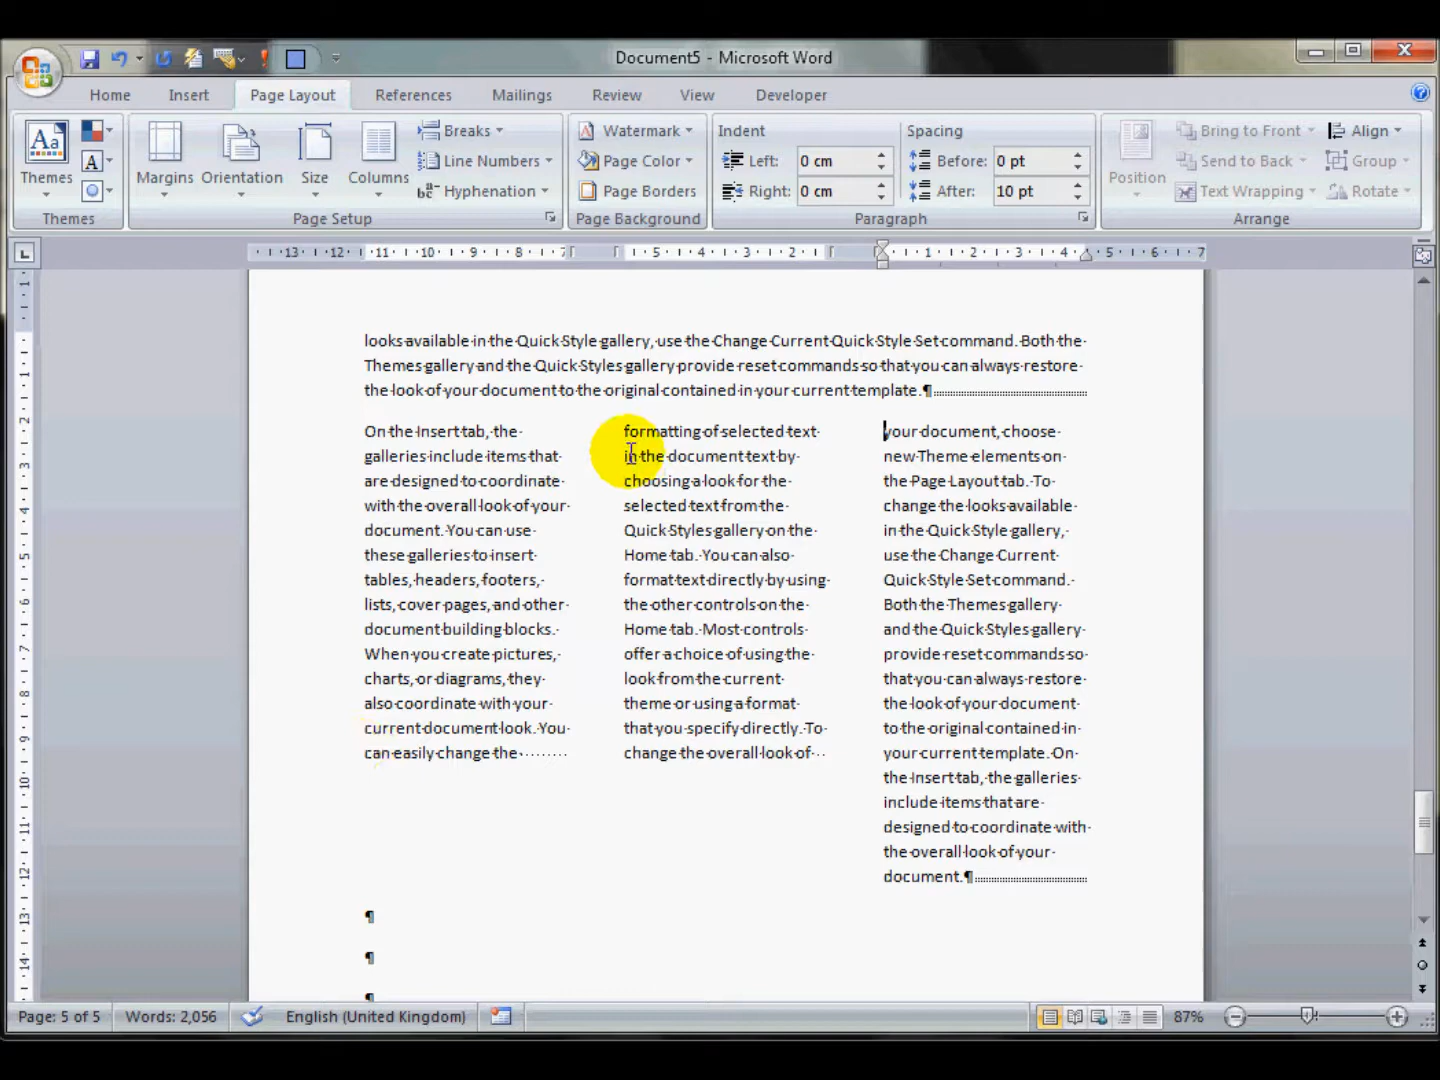 Document5 - Microsoft Word
Home Insert Page Layout References Mailings Review View Developer
Themes
Margins
Orientation
Size
Columns
Breaks
Line Numbers
Hyphenation
Watermark
Page Color
Page Borders
Indent
Left: 0 cm
Right: 0 cm
Spacing
Before: 0 pt
After: 10 pt
Position
Bring to Front
Send to Back
Text Wrapping
Align
Group
Rotate
Themes
Page Setup
Page Background
Paragraph
Arrange
looks available in the Quick Style gallery, use the Change Current Quick Style Set command. Both the
Themes gallery and the Quick Styles gallery provide reset commands so that you can always restore
the look of your document to the original contained in your current template.¶
On the Insert tab, the
galleries include items that
are designed to coordinate
with the overall look of your
document. You can use
these galleries to insert
tables, headers, footers,
lists, cover pages, and other
document building blocks.
When you create pictures,
charts, or diagrams, they
also coordinate with your
current document look. You
can easily change the
formatting of selected text
in the document text by
choosing a look for the
selected text from the
Quick Styles gallery on the
Home tab. You can also
format text directly by using
the other controls on the
Home tab. Most controls
offer a choice of using the
look from the current
theme or using a format
that you specify directly. To
change the overall look of
your document, choose
new Theme elements on
the Page Layout tab. To
change the looks available
in the Quick Style gallery,
use the Change Current
Quick Style Set command.
Both the Themes gallery
and the Quick Styles gallery
provide reset commands so
that you can always restore
the look of your document
to the original contained in
your current template. On
the Insert tab, the galleries
include items that are
designed to coordinate with
the overall look of your
document.¶
¶
¶
¶
Page: 5 of 5 Words: 2,056 English (United Kingdom) 87%